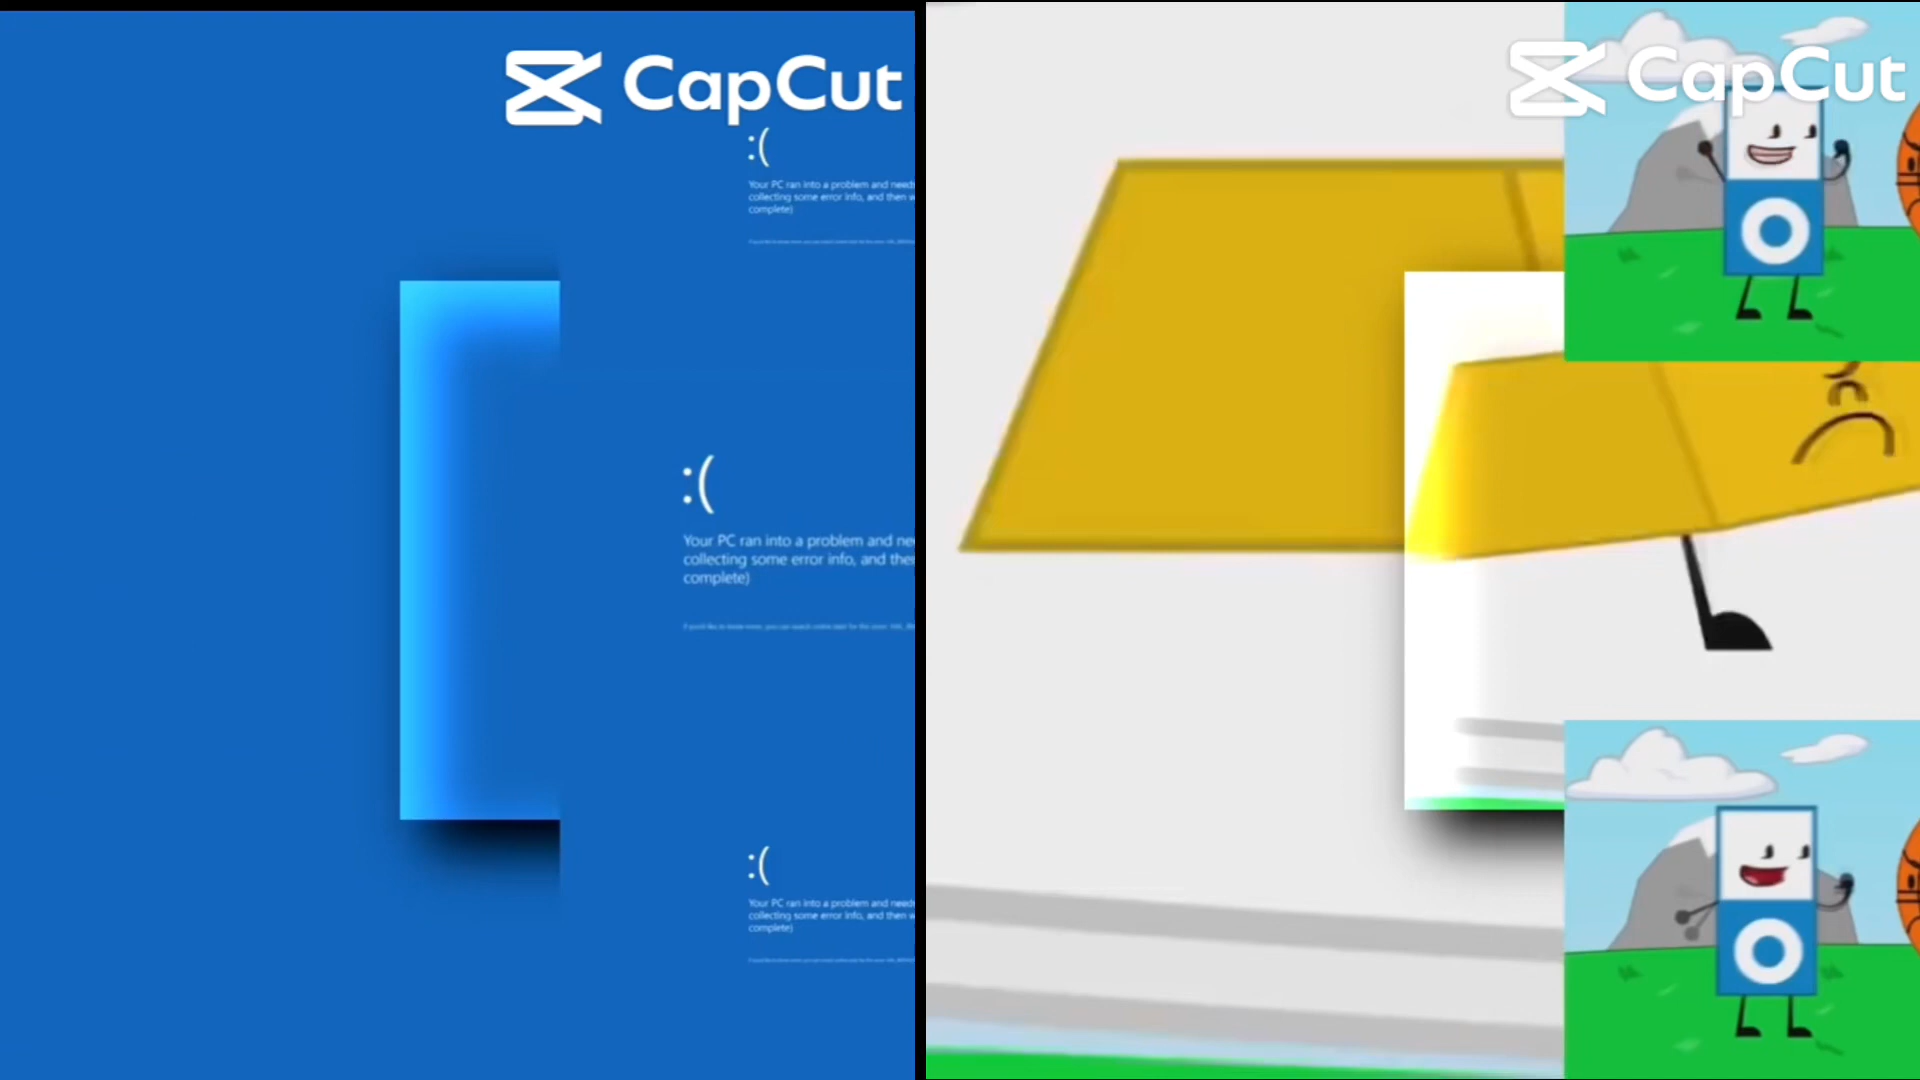 CapCut
:(
Your PC ran into a problem and need
collecting some error info, and then w
complete)
:(
Your PC ran into a problem and nee
collecting some error info, and the
complete)
:(
Your PC ran into a problem and need
collecting some error info, and then w
complete)
CapCut